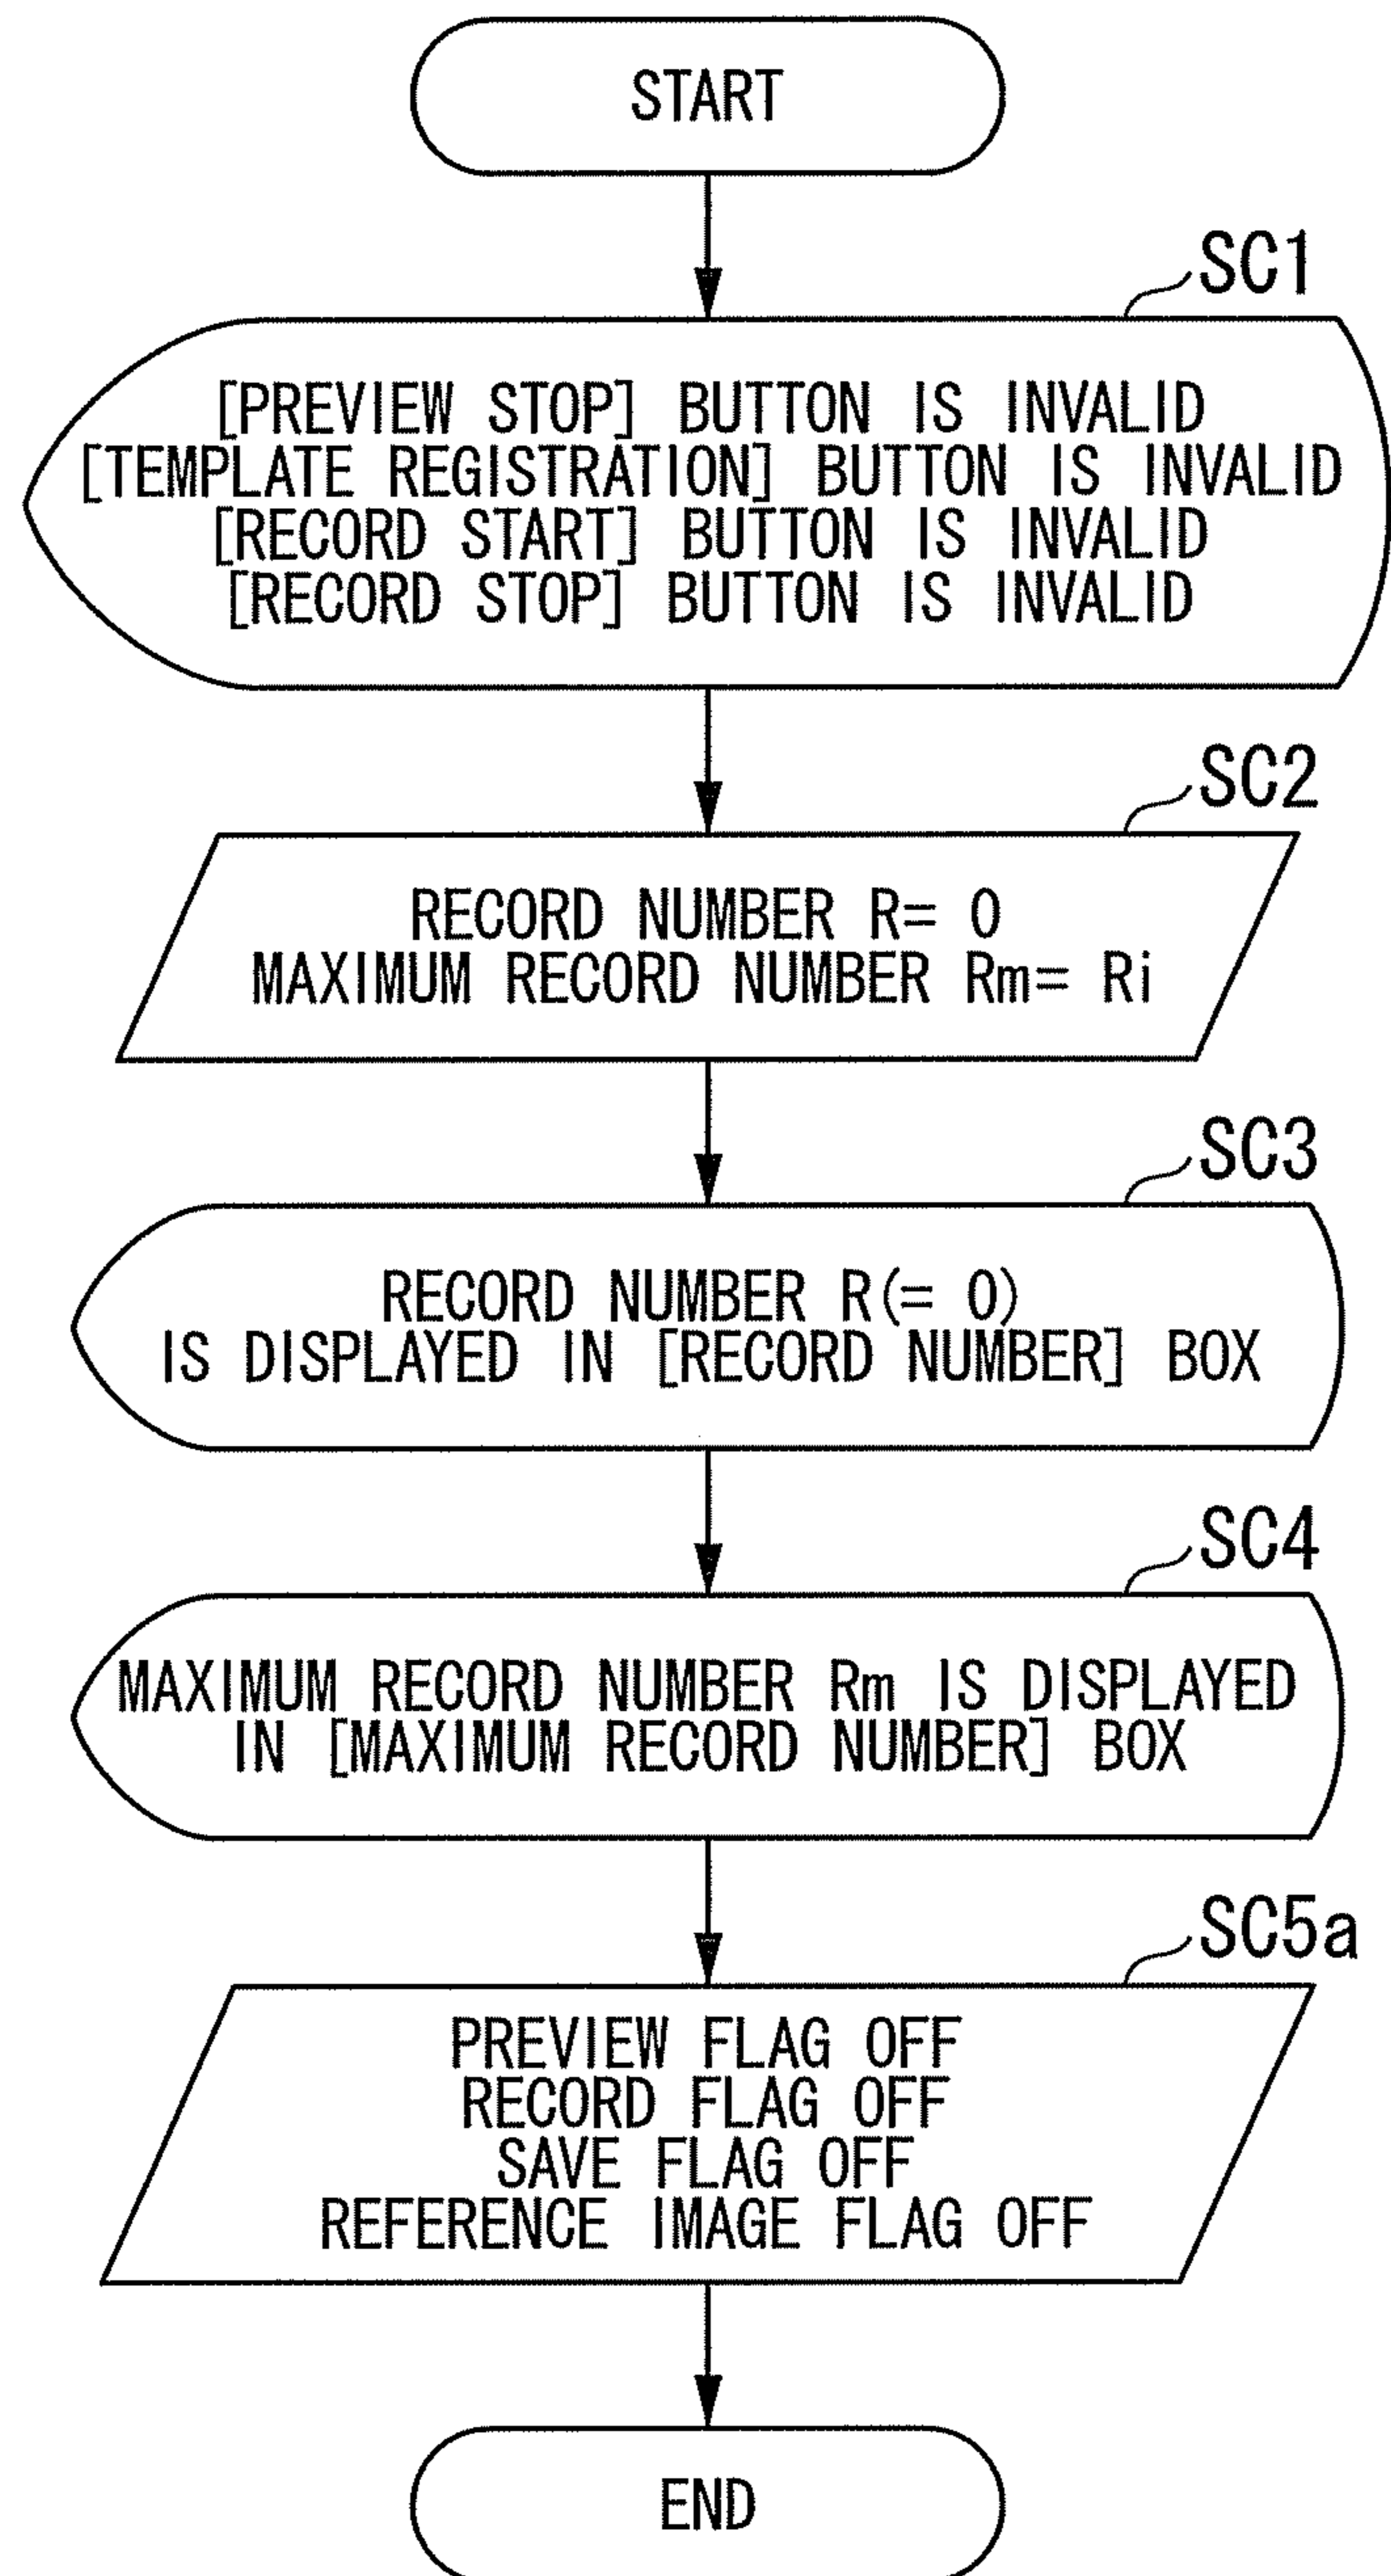 START
SC1
[PREVIEW STOP] BUTTON IS INVALID
[TEMPLATE REGISTRATION] BUTTON IS INVALID
[RECORD START] BUTTON IS INVALID
[RECORD STOP] BUTTON IS INVALID
SC2
RECORD NUMBER R= 0
MAXIMUM RECORD NUMBER Rm= Ri
SC3
RECORD NUMBER R(= 0)
IS DISPLAYED IN [RECORD NUMBER] BOX
SC4
MAXIMUM RECORD NUMBER Rm IS DISPLAYED
IN [MAXIMUM RECORD NUMBER] BOX
SC5a
PREVIEW FLAG OFF
RECORD FLAG OFF
SAVE FLAG OFF
REFERENCE IMAGE FLAG OFF
END